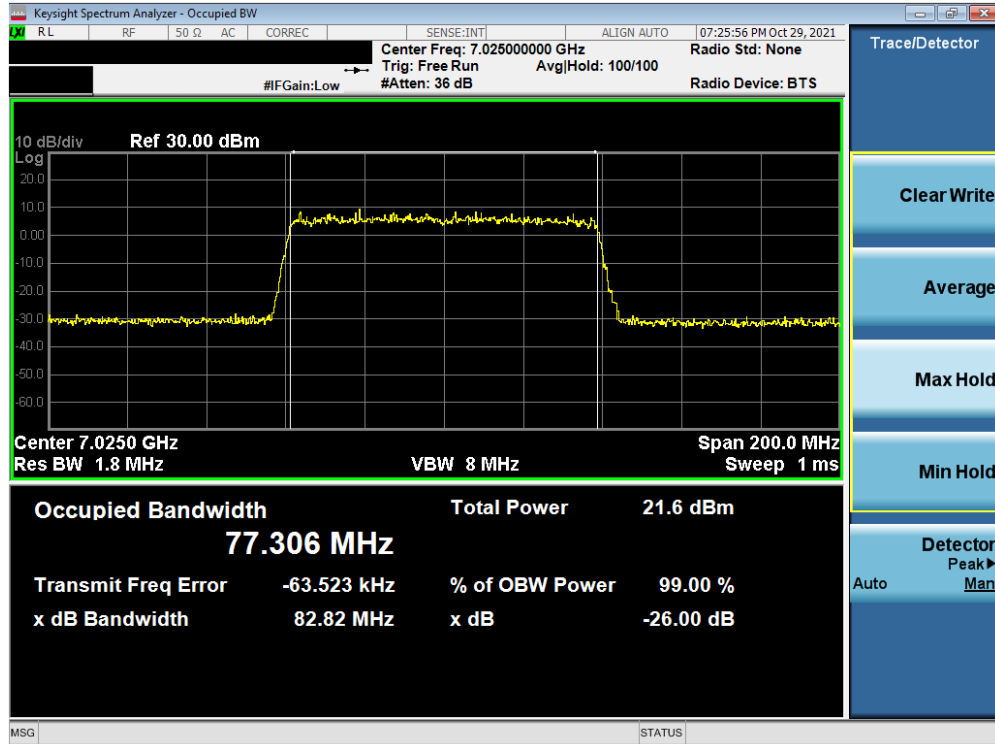 Keysight Spectrum Analyzer - Occupied BW
LXI RL RF 50 Ω AC CORREC SENSE:INT ALIGN AUTO 07:25:56 PM Oct 29, 2021
Center Freq: 7.025000000 GHz Radio Std: None
Trig: Free Run Avg|Hold: 100/100
#IFGain:Low #Atten: 36 dB Radio Device: BTS
10 dB/div Ref 30.00 dBm
Log
20.0
10.0
0.00
-10.0
-20.0
-30.0
-40.0
-50.0
-60.0
Center 7.0250 GHz Span 200.0 MHz
Res BW 1.8 MHz VBW 8 MHz Sweep 1 ms
Occupied Bandwidth Total Power 21.6 dBm
77.306 MHz
Transmit Freq Error -63.523 kHz % of OBW Power 99.00 %
x dB Bandwidth 82.82 MHz x dB -26.00 dB
MSG STATUS
Trace/Detector
Clear Write
Average
Max Hold
Min Hold
Detector
Peak▶
Auto Man